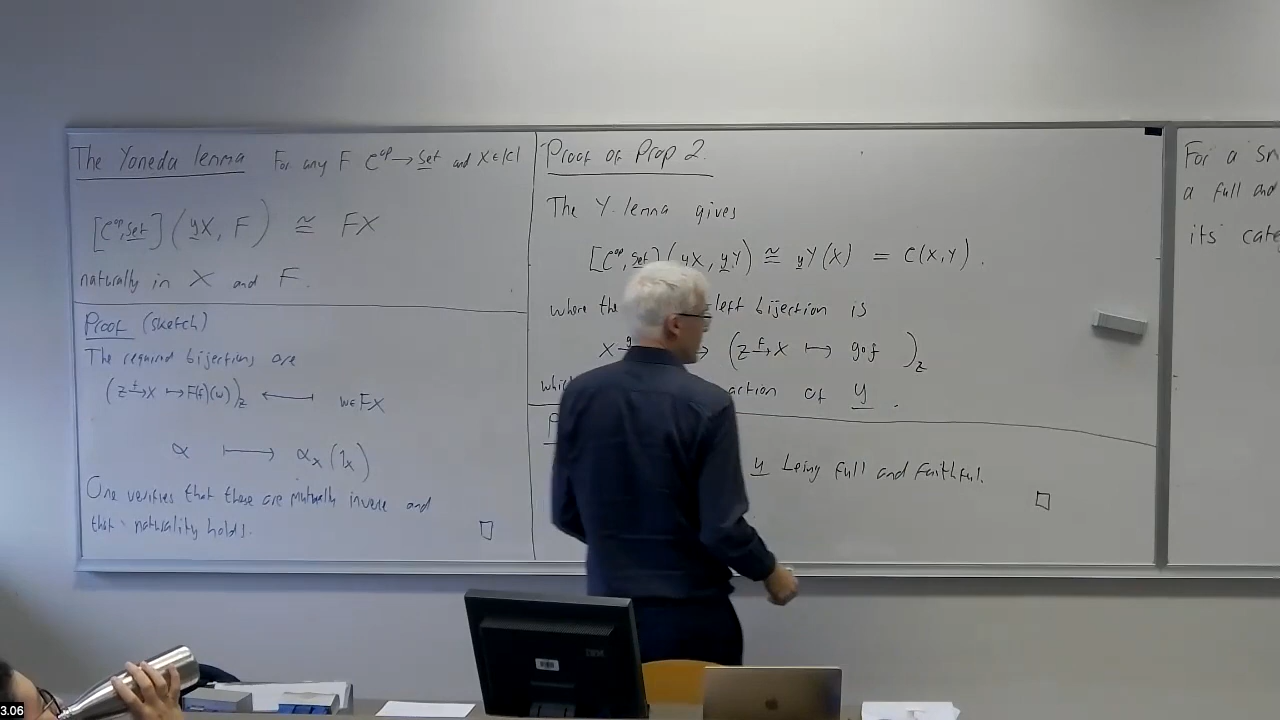 The Yoneda lemma For any F C^op → Set and X ∈ |C|
[C^op, Set] (yX, F) ≅ FX
naturally in X and F.
Proof (sketch)
The required bijections are
(Z →^f X ↦ F(f)(w))_Z ⟵ w ∈ FX
α ⟼ α_X (1_X)
One verifies that these are mutually inverse and
that naturality holds. □
Proof of Prop 2.
The Y. lemma gives
[C^op, Set] (yX, yY) ≅ yY(X) = C(X,Y).
where the left bijection is
X (Z →^f X ↦ g∘f)_Z
action of y.
y being full and faithful.
□
For a
a full and
its cate
3.06
IBM